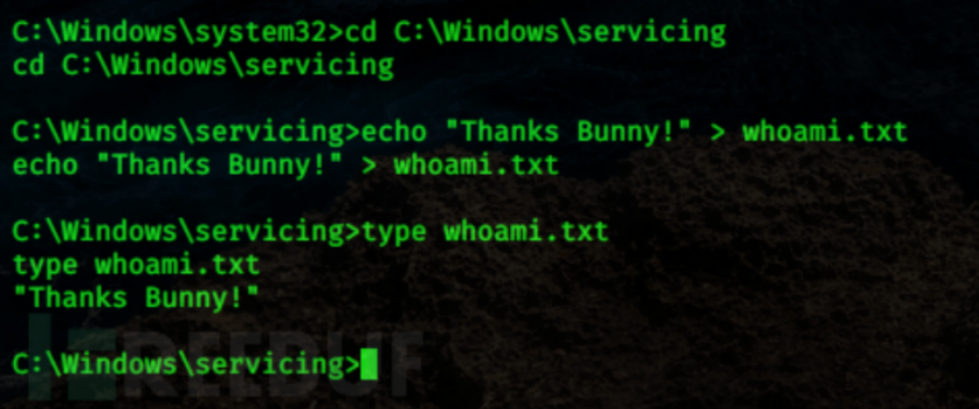 C:\Windows\system32>cd C:\Windows\servicing
cd C:\Windows\servicing
C:\Windows\servicing>echo "Thanks Bunny!" > whoami.txt
echo "Thanks Bunny!" > whoami.txt
C:\Windows\servicing>type whoami.txt
type whoami.txt
"Thanks Bunny!"
C:\Windows\servicing>
REEBUF